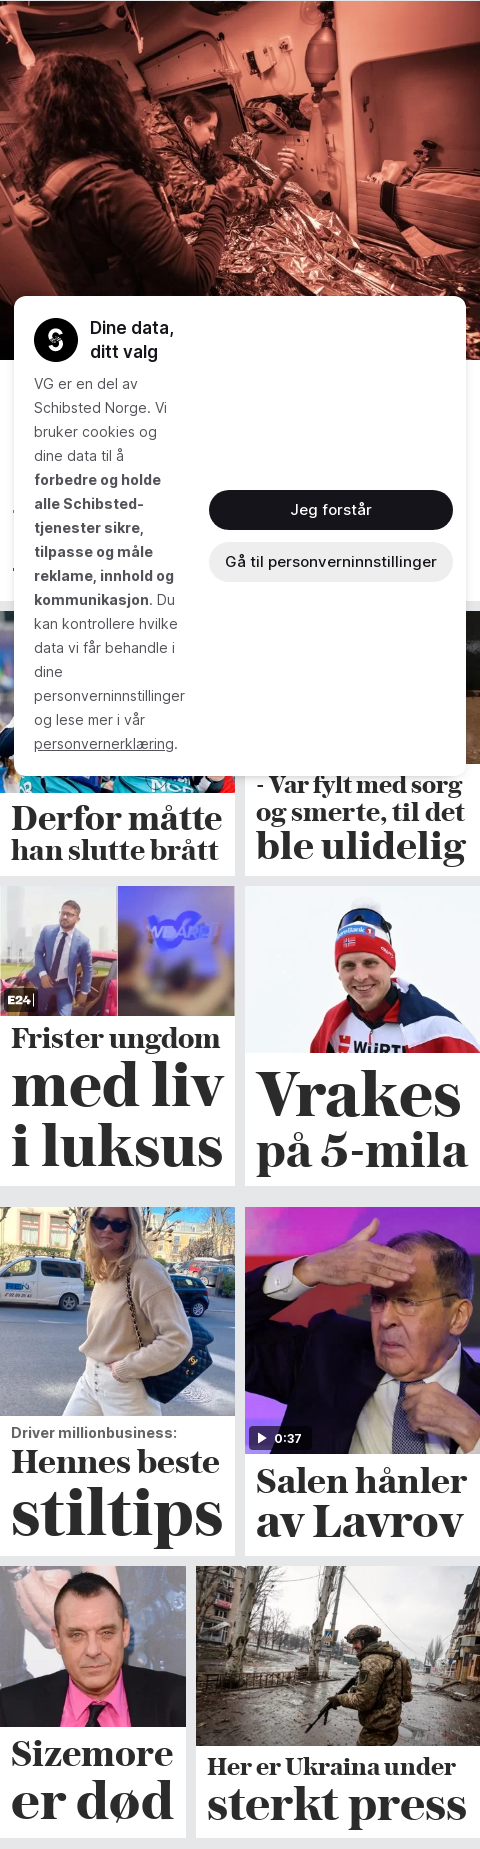 Dine data,
ditt valg
VG er en del av
Schibsted Norge. Vi
bruker cookies og
dine data til å
forbedre og holde
alle Schibsted-
tjenester sikre,
tilpasse og måle
reklame, innhold og
kommunikasjon. Du
kan kontrollere hvilke
data vi får behandle i
dine
personverninnstillinger
og lese mer i vår
personvernerklæring.
Jeg forstår
Gå til personverninnstillinger
Derfor måtte
han slutte brått
- Var fylt med sorg
og smerte, til det
ble ulidelig
E24
Frister ungdom
med liv
i luksus
Vrakes
på 5-mila
Driver millionbusiness:
Hennes beste
stiltips
0:37
Salen hånler
av Lavrov
Sizemore
er død
Her er Ukraina under
sterkt press